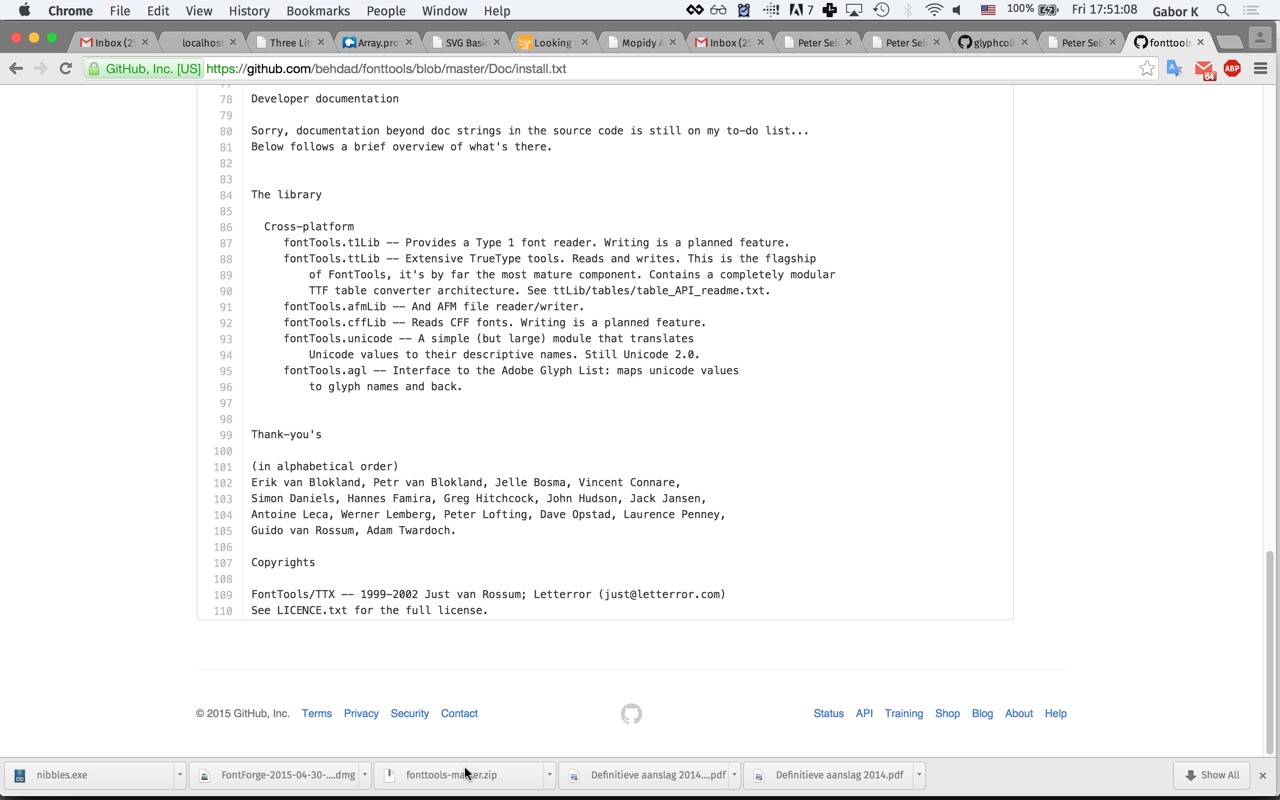 Chrome File Edit View History Bookmarks People Window Help 7 100% Fri 17:51:08 Gabor K
Inbox (25 localhos Three Lit Array.pro SVG Basic Looking Mopidy A Inbox (25 Peter Seli Peter Seli glyphcoll Peter Seli fonttools
GitHub, Inc. [US] https://github.com/behdad/fonttools/blob/master/Doc/install.txt 64 ABP
77
78 Developer documentation
79
80 Sorry, documentation beyond doc strings in the source code is still on my to-do list...
81 Below follows a brief overview of what's there.
82
83
84 The library
85
86 Cross-platform
87 fontTools.t1Lib -- Provides a Type 1 font reader. Writing is a planned feature.
88 fontTools.ttLib -- Extensive TrueType tools. Reads and writes. This is the flagship
89 of FontTools, it's by far the most mature component. Contains a completely modular
90 TTF table converter architecture. See ttLib/tables/table_API_readme.txt.
91 fontTools.afmLib -- And AFM file reader/writer.
92 fontTools.cffLib -- Reads CFF fonts. Writing is a planned feature.
93 fontTools.unicode -- A simple (but large) module that translates
94 Unicode values to their descriptive names. Still Unicode 2.0.
95 fontTools.agl -- Interface to the Adobe Glyph List: maps unicode values
96 to glyph names and back.
97
98
99 Thank-you's
100
101 (in alphabetical order)
102 Erik van Blokland, Petr van Blokland, Jelle Bosma, Vincent Connare,
103 Simon Daniels, Hannes Famira, Greg Hitchcock, John Hudson, Jack Jansen,
104 Antoine Leca, Werner Lemberg, Peter Lofting, Dave Opstad, Laurence Penney,
105 Guido van Rossum, Adam Twardoch.
106
107 Copyrights
108
109 FontTools/TTX -- 1999-2002 Just van Rossum; Letterror (just@letterror.com)
110 See LICENCE.txt for the full license.
© 2015 GitHub, Inc. Terms Privacy Security Contact Status API Training Shop Blog About Help
nibbles.exe FontForge-2015-04-30-....dmg fonttools-master.zip Definitieve aanslag 2014....pdf Definitieve aanslag 2014.pdf Show All